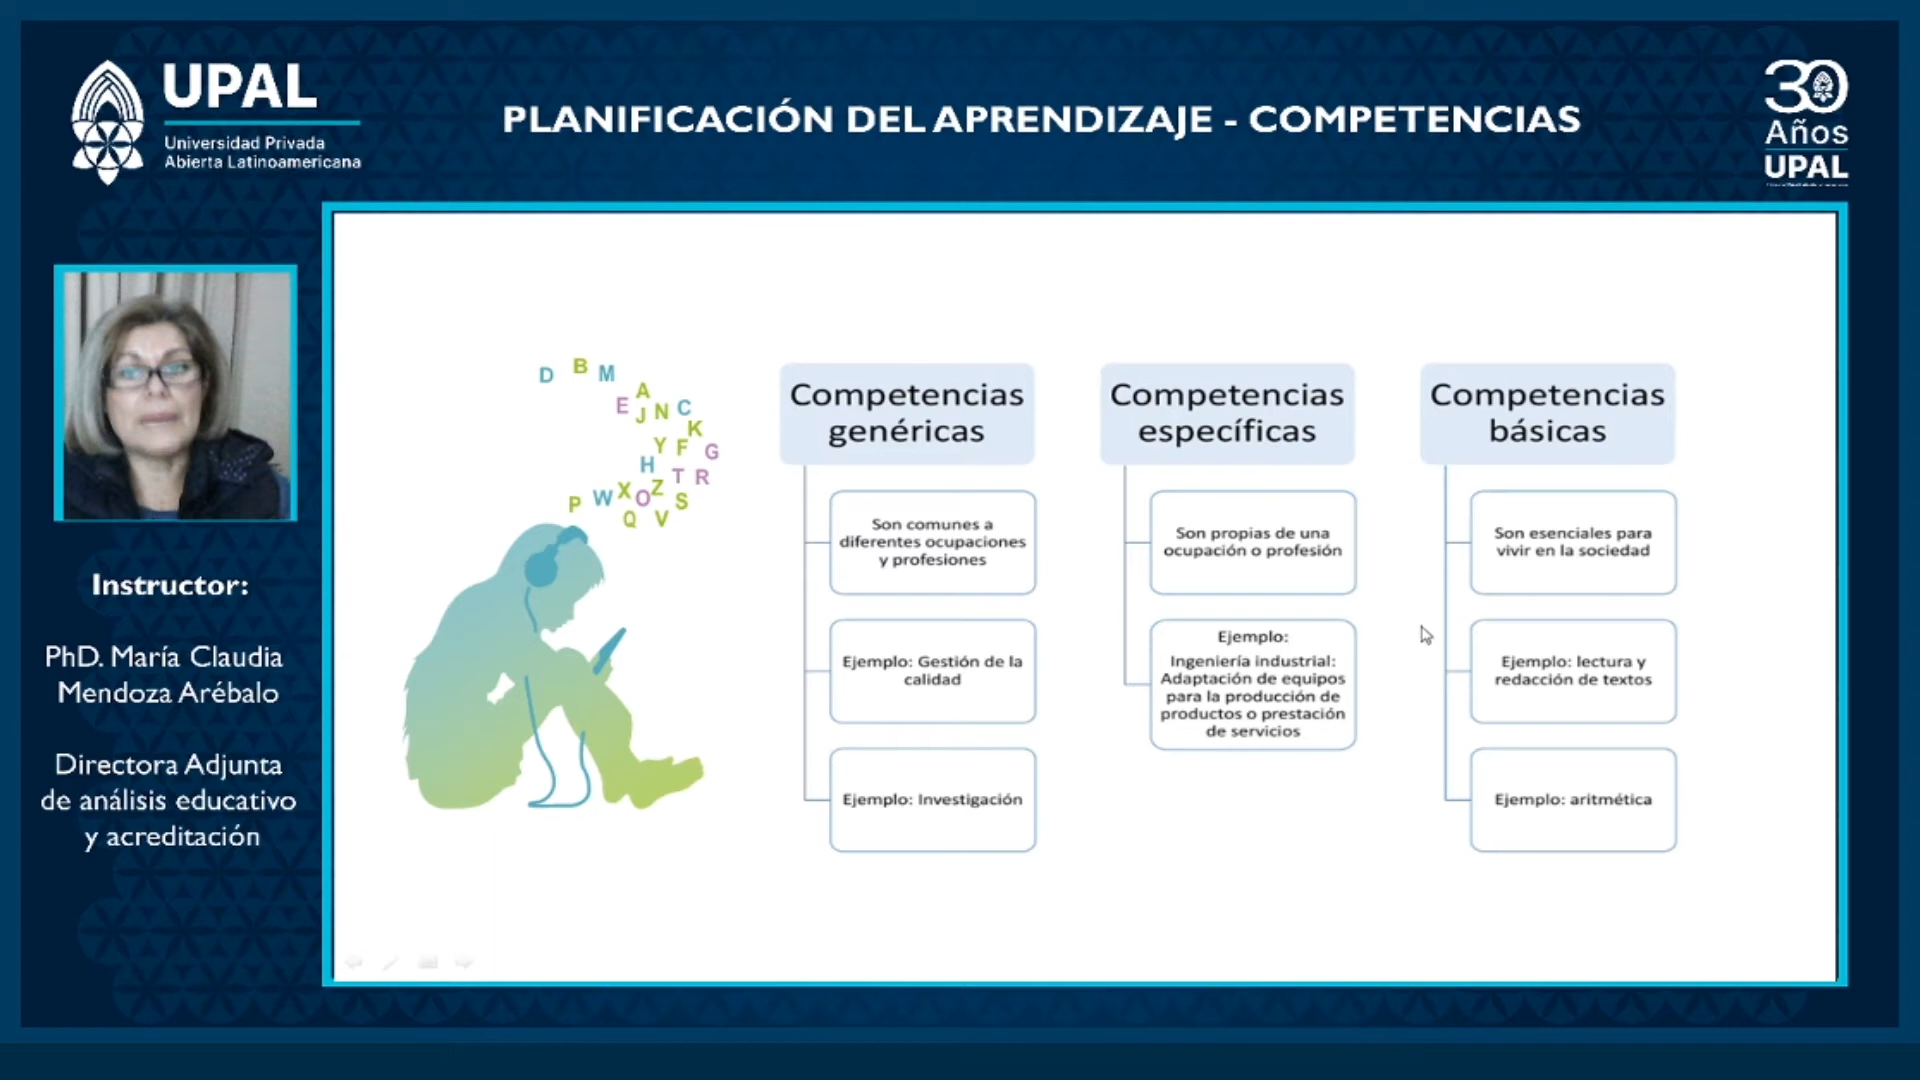 UPAL
Universidad Privada
Abierta Latinoamericana
PLANIFICACIÓN DEL APRENDIZAJE - COMPETENCIAS
30
Años
UPAL
Instructor:
PhD. María Claudia
Mendoza Arébalo
Directora Adjunta
de análisis educativo
y acreditación
D B M
A
E J N C
K
Y F G
H
T R
P W X O Z S
Q V
Competencias
genéricas
Son comunes a
diferentes ocupaciones
y profesiones
Ejemplo: Gestión de la
calidad
Ejemplo: Investigación
Competencias
específicas
Son propias de una
ocupación o profesión
Ejemplo:
Ingeniería industrial:
Adaptación de equipos
para la producción de
productos o prestación
de servicios
Competencias
básicas
Son esenciales para
vivir en la sociedad
Ejemplo: lectura y
redacción de textos
Ejemplo: aritmética